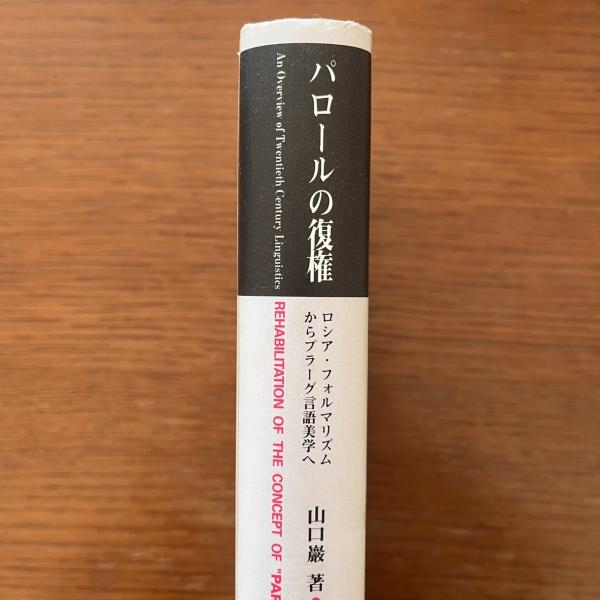 パロールの復権
An Overview of Twentieth Century Linguistics
ロシア・フォルマリズム
からプラーグ言語美学へ
REHABILITATION OF THE CONCEPT OF "PAR
山口巖 著